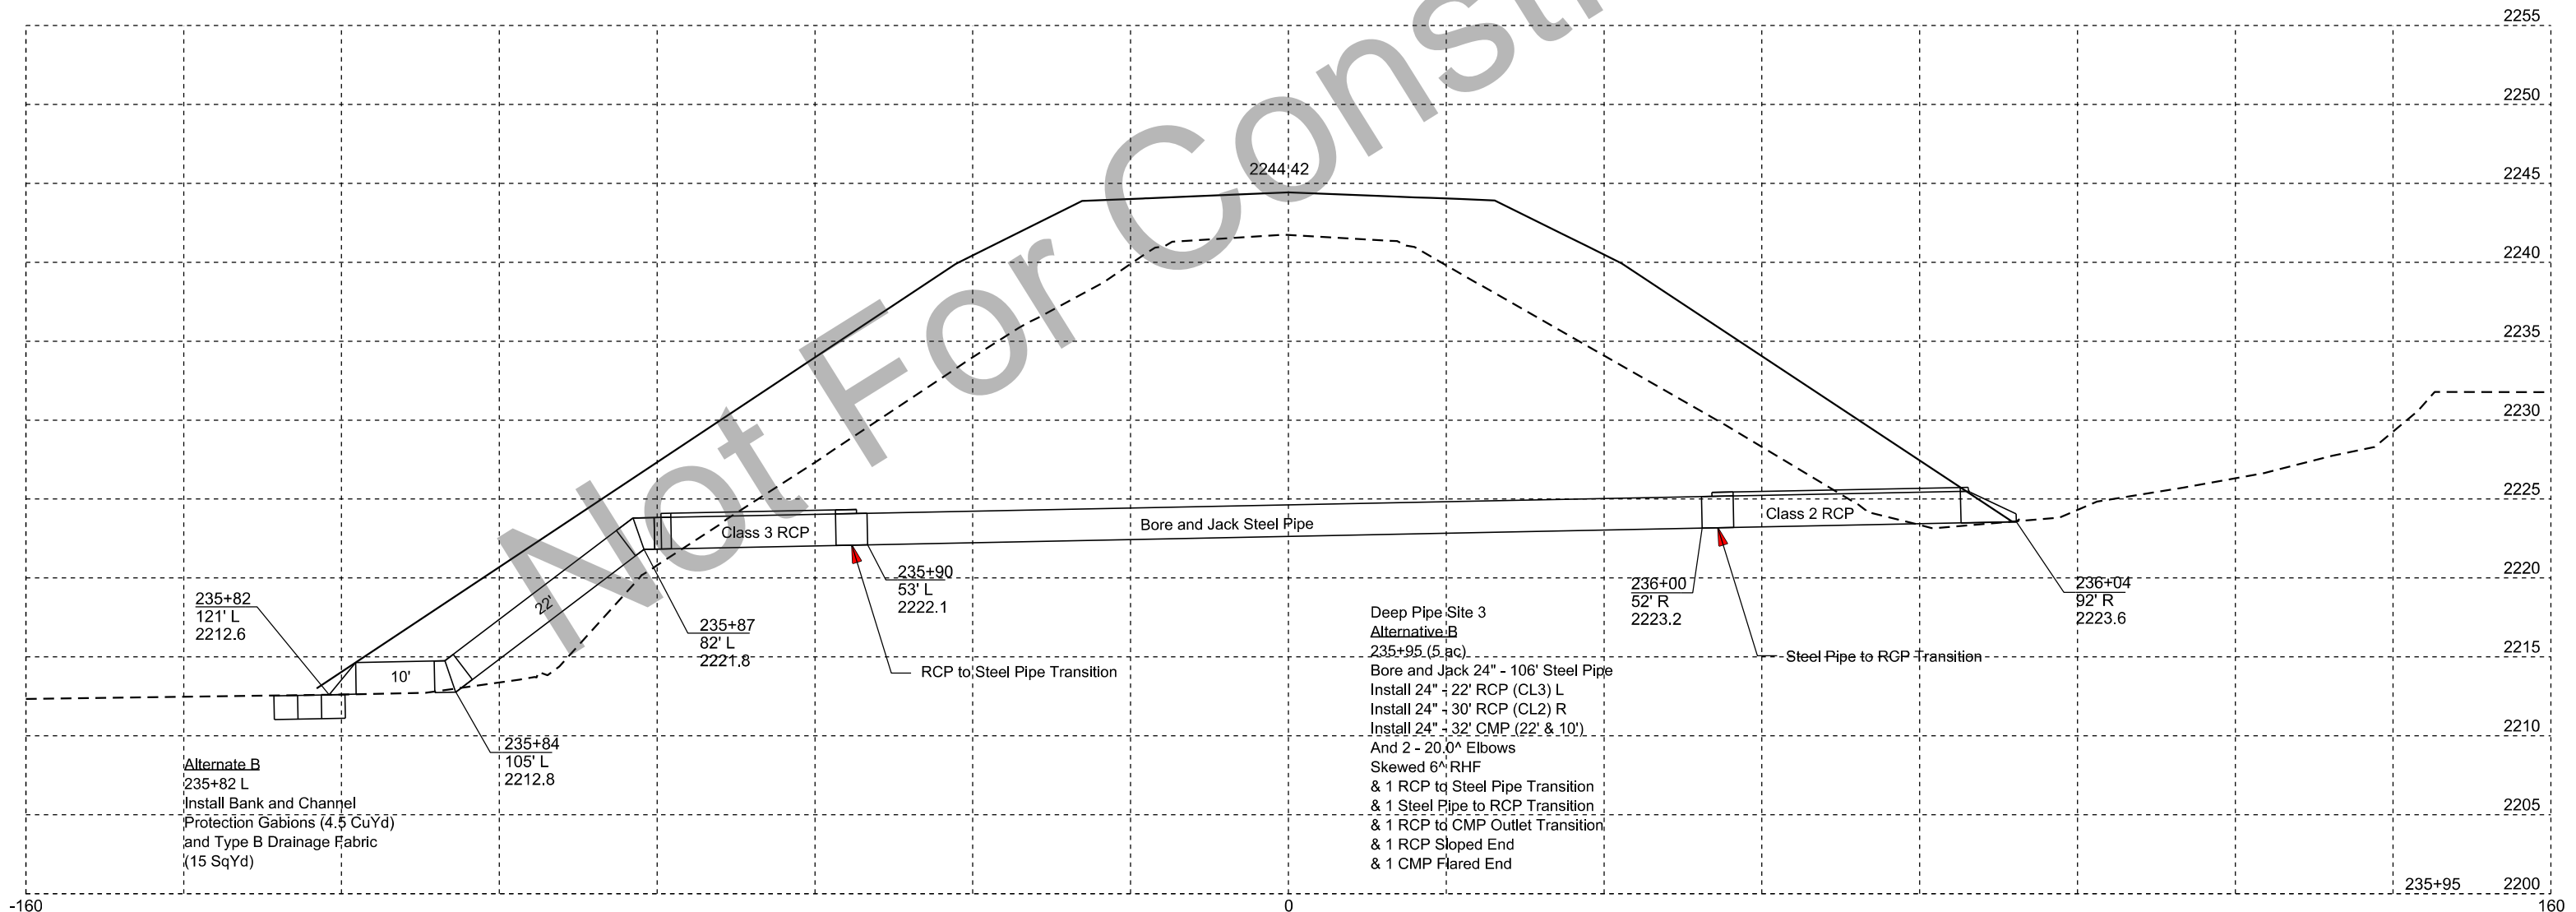 Not For Const
2255
2250
2245
2240
2235
2230
2225
2220
2215
2210
2205
2200
2244.42
Class 3 RCP
Bore and Jack Steel Pipe
Class 2 RCP
22'
10'
235+82
121' L
2212.6
235+84
105' L
2212.8
235+87
82' L
2221.8
235+90
53' L
2222.1
RCP to Steel Pipe Transition
236+00
52' R
2223.2
Steel Pipe to RCP Transition
236+04
92' R
2223.6
Alternate B
235+82 L
Install Bank and Channel
Protection Gabions (4.5 CuYd)
and Type B Drainage Fabric
(15 SqYd)
Deep Pipe Site 3
Alternative B
235+95 (5 ac)
Bore and Jack 24" - 106' Steel Pipe
Install 24" - 22' RCP (CL3) L
Install 24" - 30' RCP (CL2) R
Install 24" - 32' CMP (22' & 10')
And 2 - 20.0^ Elbows
Skewed 6^ RHF
& 1 RCP to Steel Pipe Transition
& 1 Steel Pipe to RCP Transition
& 1 RCP to CMP Outlet Transition
& 1 RCP Sloped End
& 1 CMP Flared End
235+95
-160
0
160